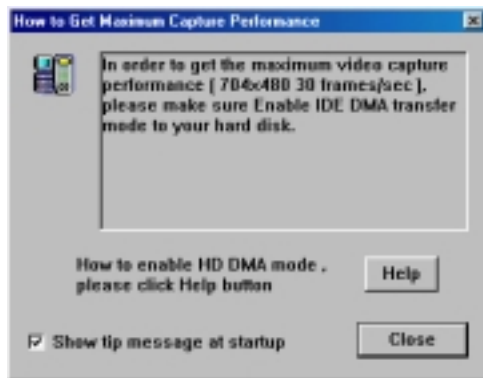 How to Get Maximum Capture Performance
In order to get the maximum video capture
performance [ 704x480 30 frames/sec ],
please make sure Enable IDE DMA transfer
mode to your hard disk.
How to enable HD DMA mode ,
please click Help button
Help
Show tip message at startup
Close